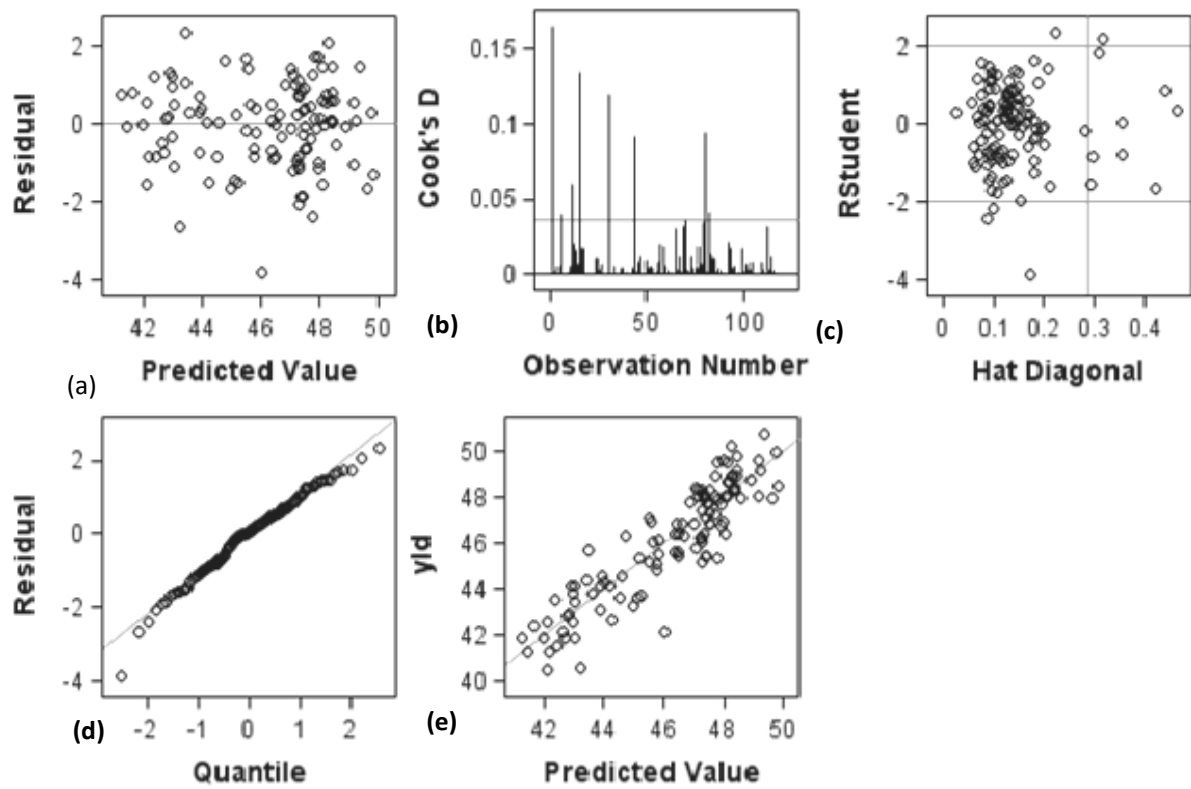 Residual
2
0
-2
-4
42 44 46 48 50
Predicted Value
(a)
Cook's D
0.15
0.1
0.05
0
0 50 100
Observation Number
(b)
RStudent
2
0
-2
-4
0 0.1 0.2 0.3 0.4
Hat Diagonal
(c)
Residual
2
0
-2
-4
-2 -1 0 1 2
Quantile
(d)
yld
50
48
46
44
42
40
42 44 46 48 50
Predicted Value
(e)